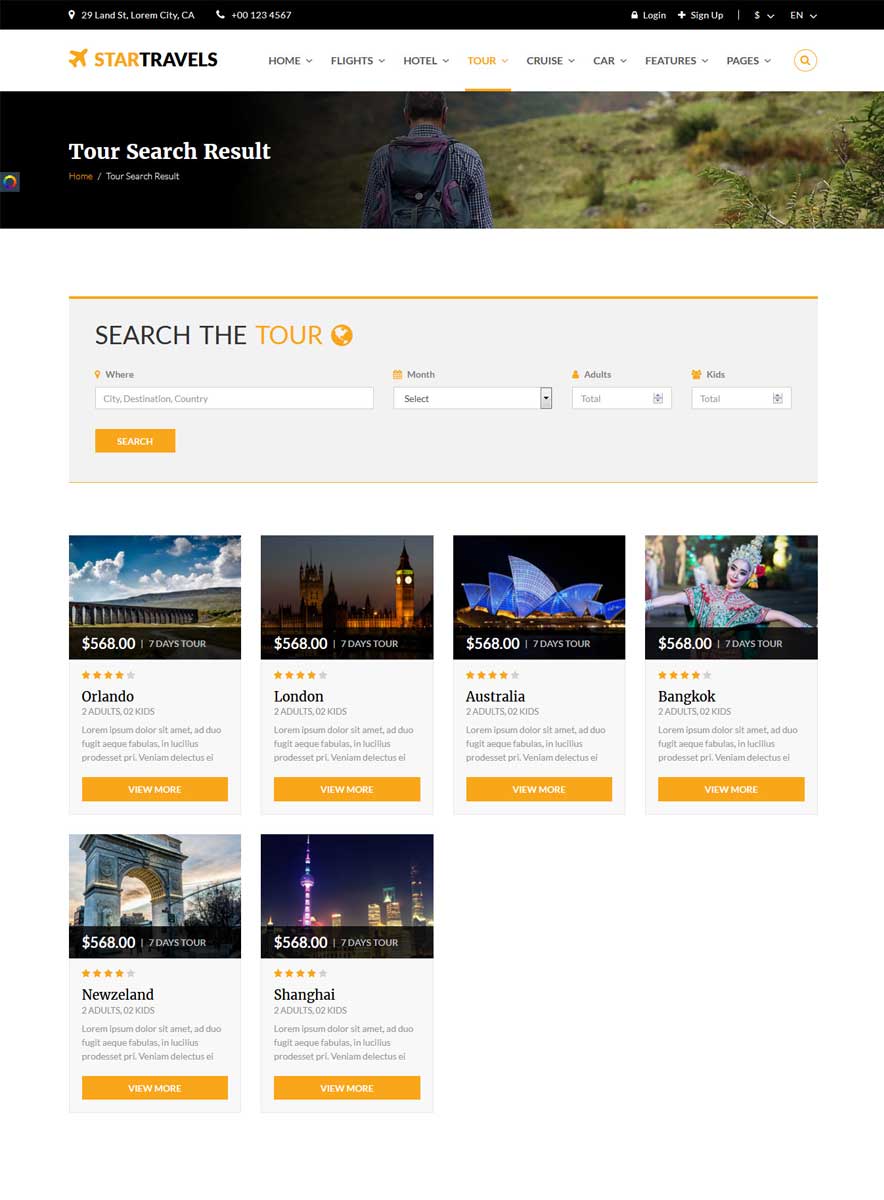 29 Land St, Lorem City, CA +00 123 4567 Login Sign Up | $ EN
STARTRAVELS HOME FLIGHTS HOTEL TOUR CRUISE CAR FEATURES PAGES
Tour Search Result
Home / Tour Search Result
SEARCH THE TOUR
Where Month Adults Kids
City, Destination, Country Select Total Total
SEARCH
$568.00 | 7 DAYS TOUR $568.00 | 7 DAYS TOUR $568.00 | 7 DAYS TOUR $568.00 | 7 DAYS TOUR
Orlando London Australia Bangkok
2 ADULTS, 02 KIDS 2 ADULTS, 02 KIDS 2 ADULTS, 02 KIDS 2 ADULTS, 02 KIDS
Lorem ipsum dolor sit amet, ad duo Lorem ipsum dolor sit amet, ad duo Lorem ipsum dolor sit amet, ad duo Lorem ipsum dolor sit amet, ad duo
fugit aeque fabulas, in lucilius fugit aeque fabulas, in lucilius fugit aeque fabulas, in lucilius fugit aeque fabulas, in lucilius
prodesset pri. Veniam delectus ei prodesset pri. Veniam delectus ei prodesset pri. Veniam delectus ei prodesset pri. Veniam delectus ei
VIEW MORE VIEW MORE VIEW MORE VIEW MORE
$568.00 | 7 DAYS TOUR $568.00 | 7 DAYS TOUR
Newzeland Shanghai
2 ADULTS, 02 KIDS 2 ADULTS, 02 KIDS
Lorem ipsum dolor sit amet, ad duo Lorem ipsum dolor sit amet, ad duo
fugit aeque fabulas, in lucilius fugit aeque fabulas, in lucilius
prodesset pri. Veniam delectus ei prodesset pri. Veniam delectus ei
VIEW MORE VIEW MORE